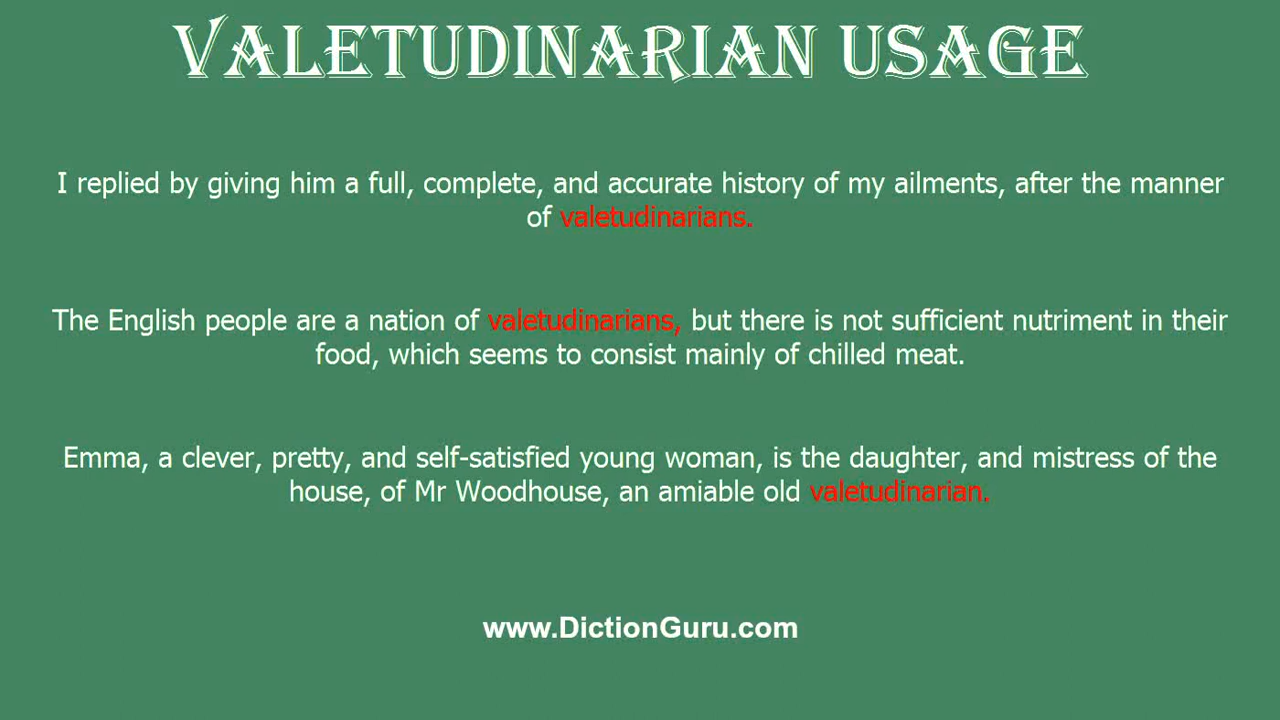 VALETUDINARIAN USAGE
I replied by giving him a full, complete, and accurate history of my ailments, after the manner
of valetudinarians.
The English people are a nation of valetudinarians, but there is not sufficient nutriment in their
food, which seems to consist mainly of chilled meat.
Emma, a clever, pretty, and self-satisfied young woman, is the daughter, and mistress of the
house, of Mr Woodhouse, an amiable old valetudinarian.
www.DictionGuru.com